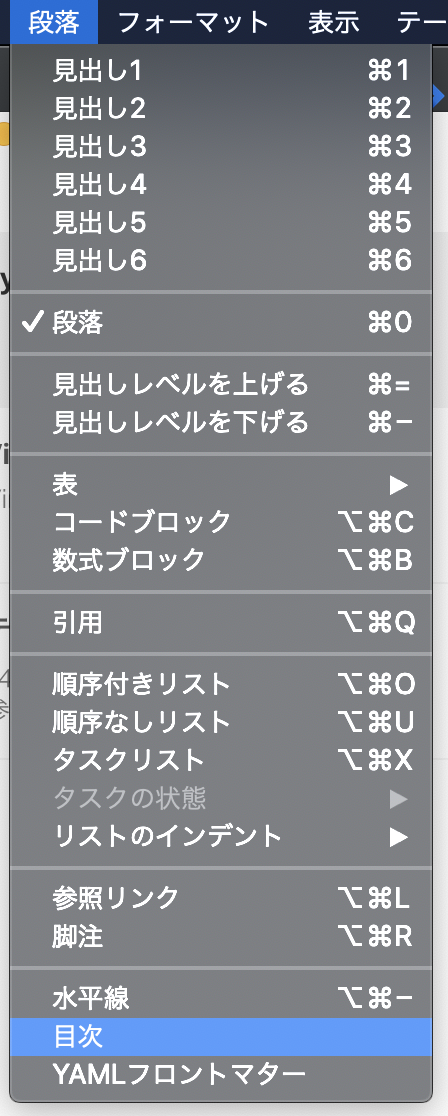 段落 フォーマット 表示 テー
見出し1 ⌘1
見出し2 ⌘2
見出し3 ⌘3
見出し4 ⌘4
見出し5 ⌘5
見出し6 ⌘6
✓ 段落 ⌘0
見出しレベルを上げる ⌘=
見出しレベルを下げる ⌘−
表 ▶
コードブロック ⌥⌘C
数式ブロック ⌥⌘B
引用 ⌥⌘Q
順序付きリスト ⌥⌘O
順序なしリスト ⌥⌘U
タスクリスト ⌥⌘X
タスクの状態 ▶
リストのインデント ▶
参照リンク ⌥⌘L
脚注 ⌥⌘R
水平線 ⌥⌘−
目次
YAMLフロントマター